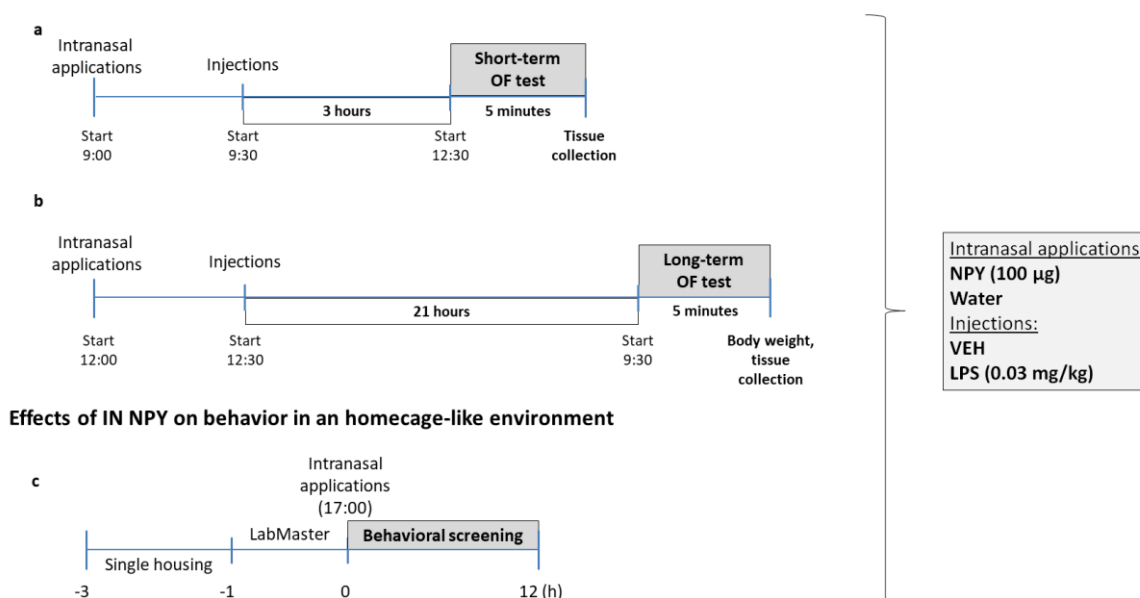 a
Intranasal
applications
Injections
Short-term
OF test
3 hours
5 minutes
Start
9:00
Start
9:30
Start
12:30
Tissue
collection
b
Intranasal
applications
Injections
Long-term
OF test
21 hours
5 minutes
Start
12:00
Start
12:30
Start
9:30
Body weight,
tissue
collection
Intranasal applications
NPY (100 µg)
Water
Injections:
VEH
LPS (0.03 mg/kg)
Effects of IN NPY on behavior in an homecage-like environment
c
Intranasal
applications
(17:00)
LabMaster
Behavioral screening
Single housing
-3
-1
0
12 (h)